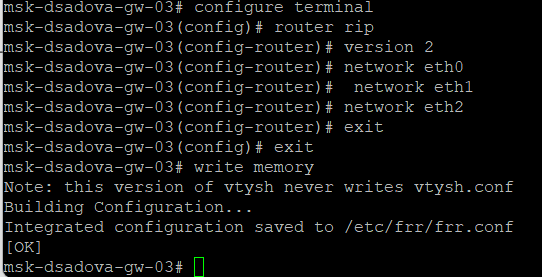 msk-dsadova-gw-03# configure terminal
msk-dsadova-gw-03(config)# router rip
msk-dsadova-gw-03(config-router)# version 2
msk-dsadova-gw-03(config-router)# network eth0
msk-dsadova-gw-03(config-router)#  network eth1
msk-dsadova-gw-03(config-router)# network eth2
msk-dsadova-gw-03(config-router)# exit
msk-dsadova-gw-03(config)# exit
msk-dsadova-gw-03# write memory
Note: this version of vtysh never writes vtysh.conf
Building Configuration...
Integrated configuration saved to /etc/frr/frr.conf
[OK]
msk-dsadova-gw-03#